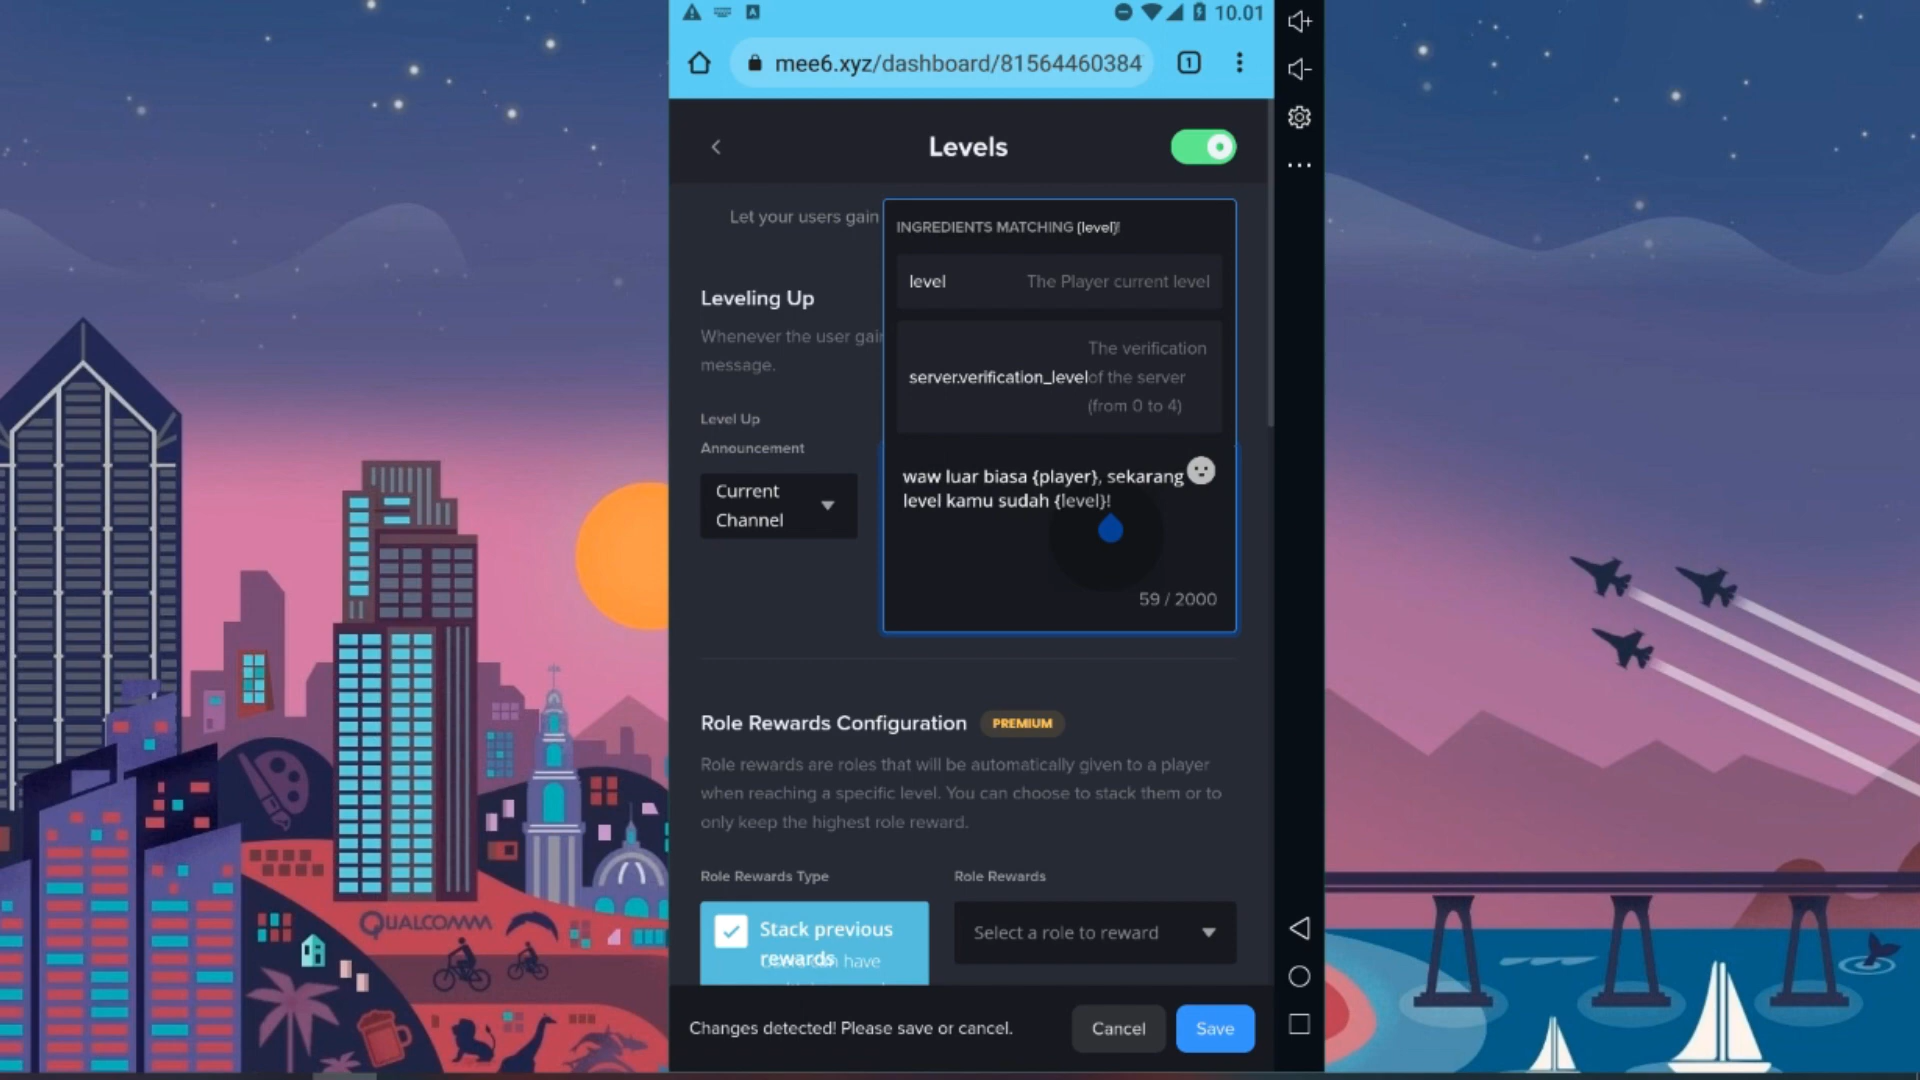 10.01
mee6.xyz/dashboard/81564460384
1
Levels
Let your users gain
INGREDIENTS MATCHING {level}!
level The Player current level
Leveling Up
Whenever the user gain
message.
The verification
server.verification_level of the server
(from 0 to 4)
Level Up
Announcement
Current
Channel
waw luar biasa {player}, sekarang
level kamu sudah {level}!
59 / 2000
Role Rewards Configuration PREMIUM
Role rewards are roles that will be automatically given to a player
when reaching a specific level. You can choose to stack them or to
only keep the highest role reward.
Role Rewards Type Role Rewards
Stack previous
rewards
Users can have
Select a role to reward
Changes detected! Please save or cancel.
Cancel Save
QUALCOMM